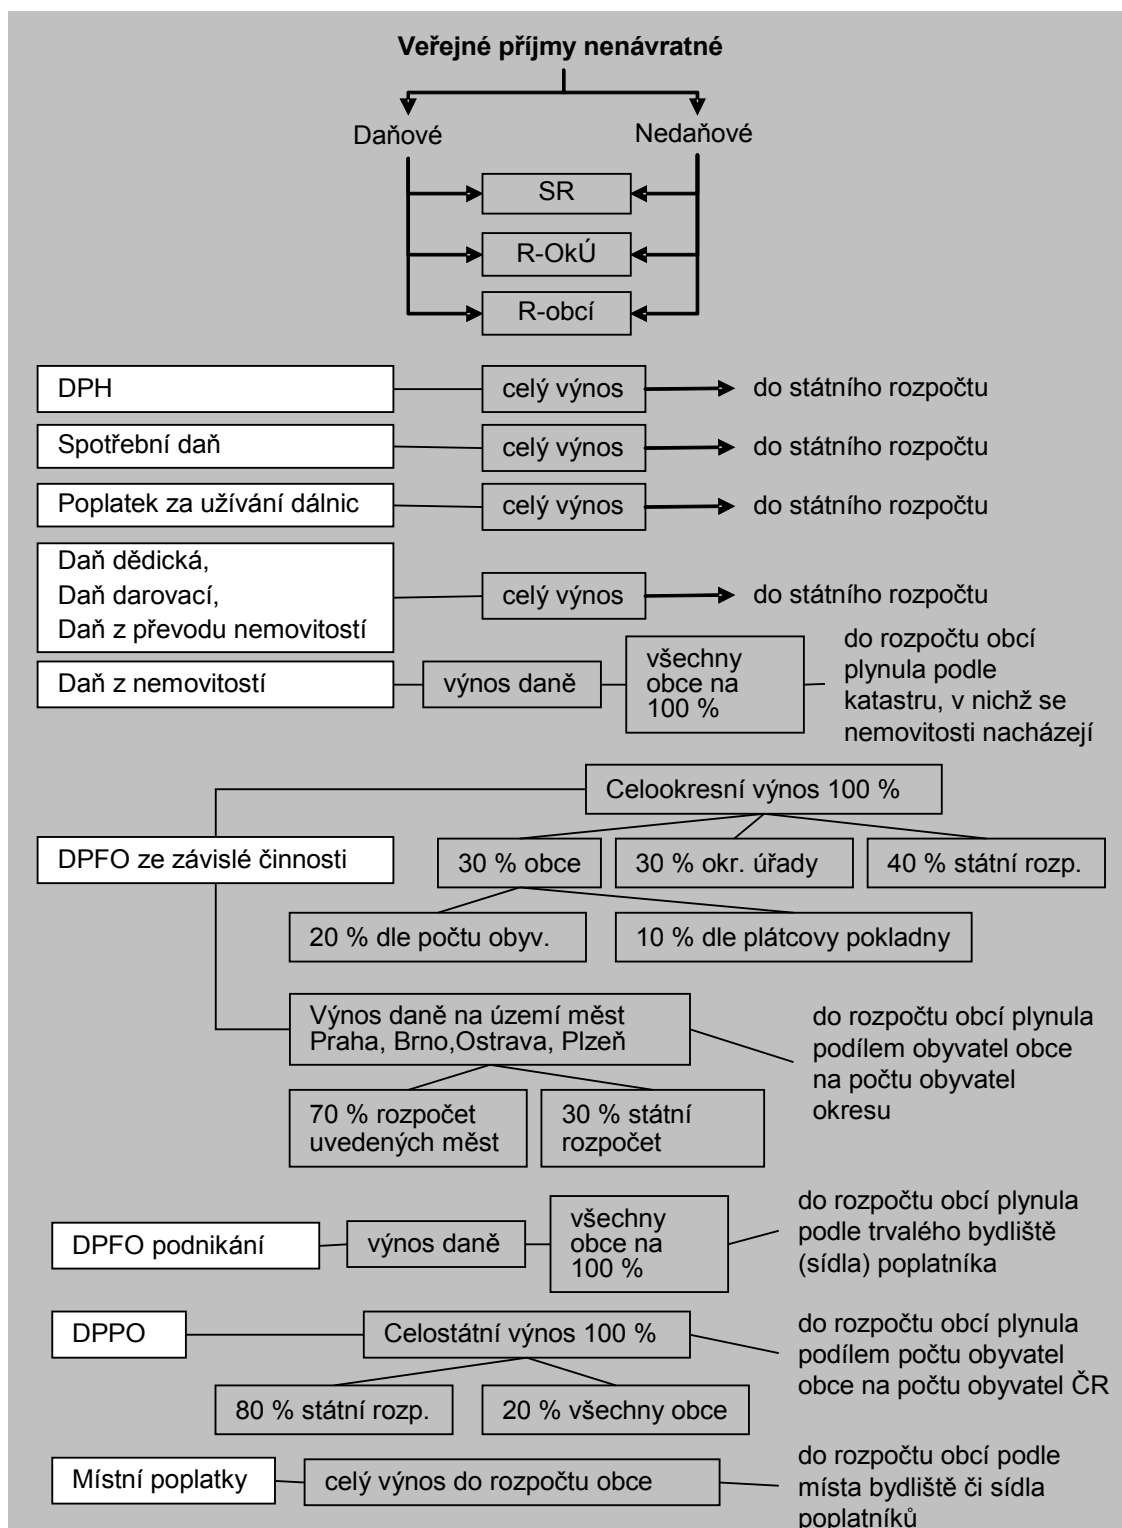 Veřejné příjmy nenávratné
Daňové
Nedaňové
SR
R-OkÚ
R-obcí
DPH
celý výnos
do státního rozpočtu
Spotřební daň
celý výnos
do státního rozpočtu
Poplatek za užívání dálnic
celý výnos
do státního rozpočtu
Daň dědická,
Daň darovací,
Daň z převodu nemovitostí
celý výnos
do státního rozpočtu
Daň z nemovitostí
výnos daně
všechny
obce na
100 %
do rozpočtu obcí
plynula podle
katastru, v nichž se
nemovitosti nacházejí
DPFO ze závislé činnosti
Celookresní výnos 100 %
30 % obce
30 % okr. úřady
40 % státní rozp.
20 % dle počtu obyv.
10 % dle plátcovy pokladny
Výnos daně na území měst
Praha, Brno,Ostrava, Plzeň
do rozpočtu obcí plynula
podílem obyvatel obce
na počtu obyvatel
okresu
70 % rozpočet
uvedených měst
30 % státní
rozpočet
DPFO podnikání
výnos daně
všechny
obce na
100 %
do rozpočtu obcí plynula
podle trvalého bydliště
(sídla) poplatníka
DPPO
Celostátní výnos 100 %
do rozpočtu obcí plynula
podílem počtu obyvatel
obce na počtu obyvatel ČR
80 % státní rozp.
20 % všechny obce
Místní poplatky
celý výnos do rozpočtu obce
do rozpočtu obcí podle
místa bydliště či sídla
poplatníků